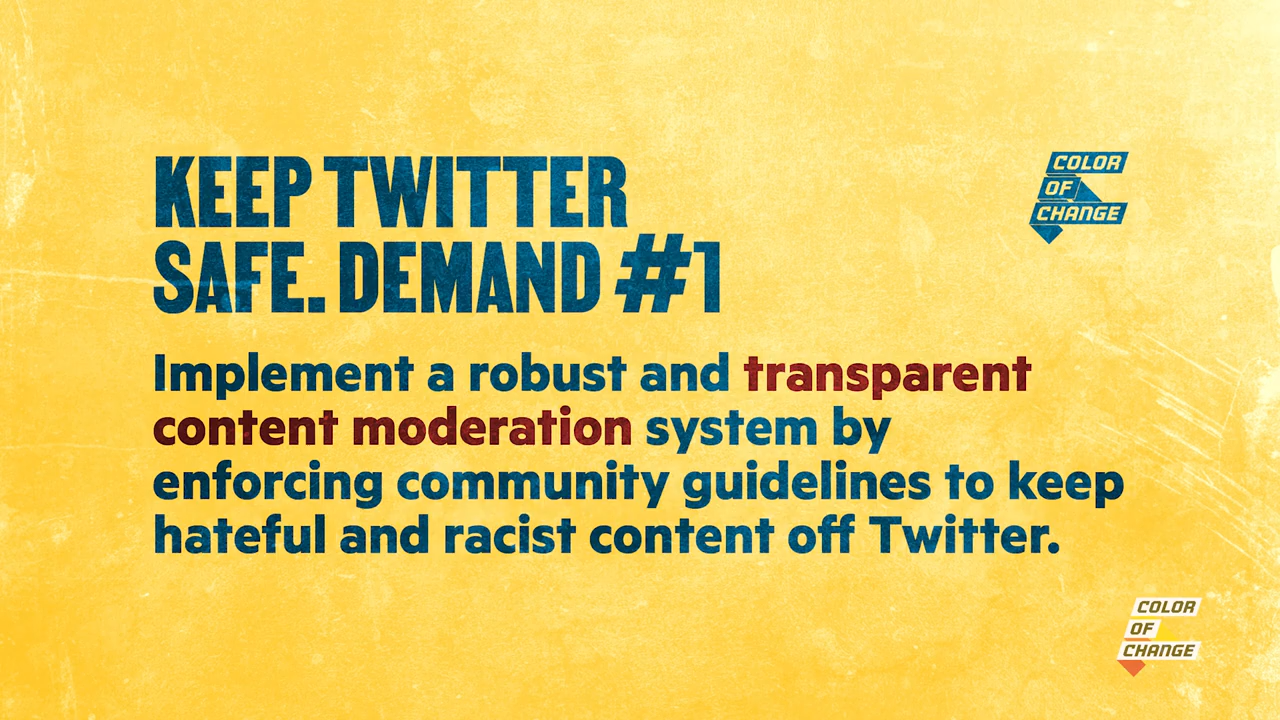 KEEP TWITTER
SAFE. DEMAND #1
COLOR
OF
CHANGE
Implement a robust and transparent
content moderation system by
enforcing community guidelines to keep
hateful and racist content off Twitter.
COLOR
OF
CHANGE